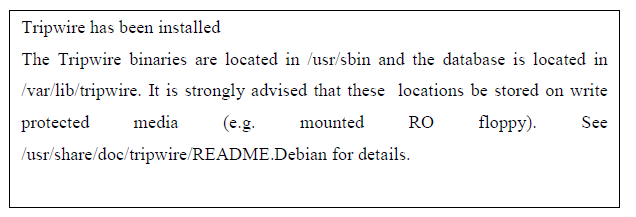 Tripwire has been installed
The Tripwire binaries are located in /usr/sbin and the database is located in
/var/lib/tripwire. It is strongly advised that these locations be stored on write
protected media (e.g. mounted RO floppy). See
/usr/share/doc/tripwire/README.Debian for details.